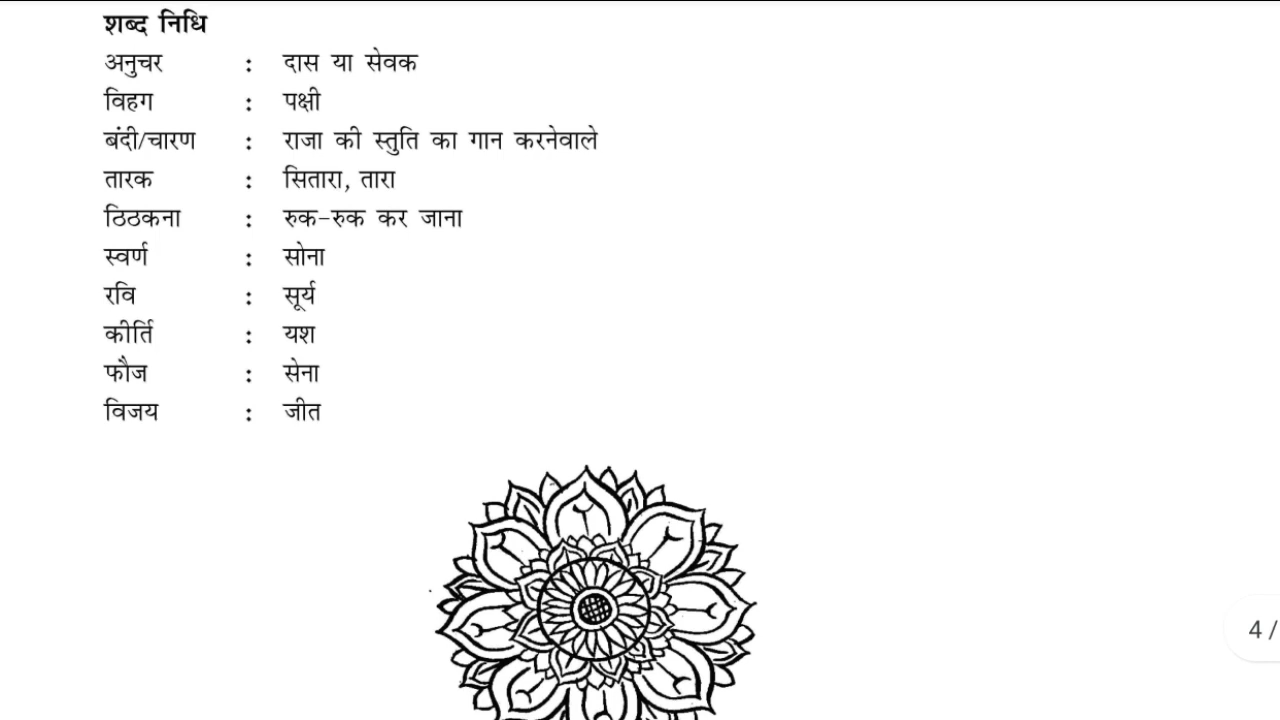 शब्द निधि
अनुचर : दास या सेवक
विहग : पक्षी
बंदी/चारण : राजा की स्तुति का गान करनेवाले
तारक : सितारा, तारा
ठिठकना : रुक-रुक कर जाना
स्वर्ण : सोना
रवि : सूर्य
कीर्ति : यश
फौज : सेना
विजय : जीत
4 /